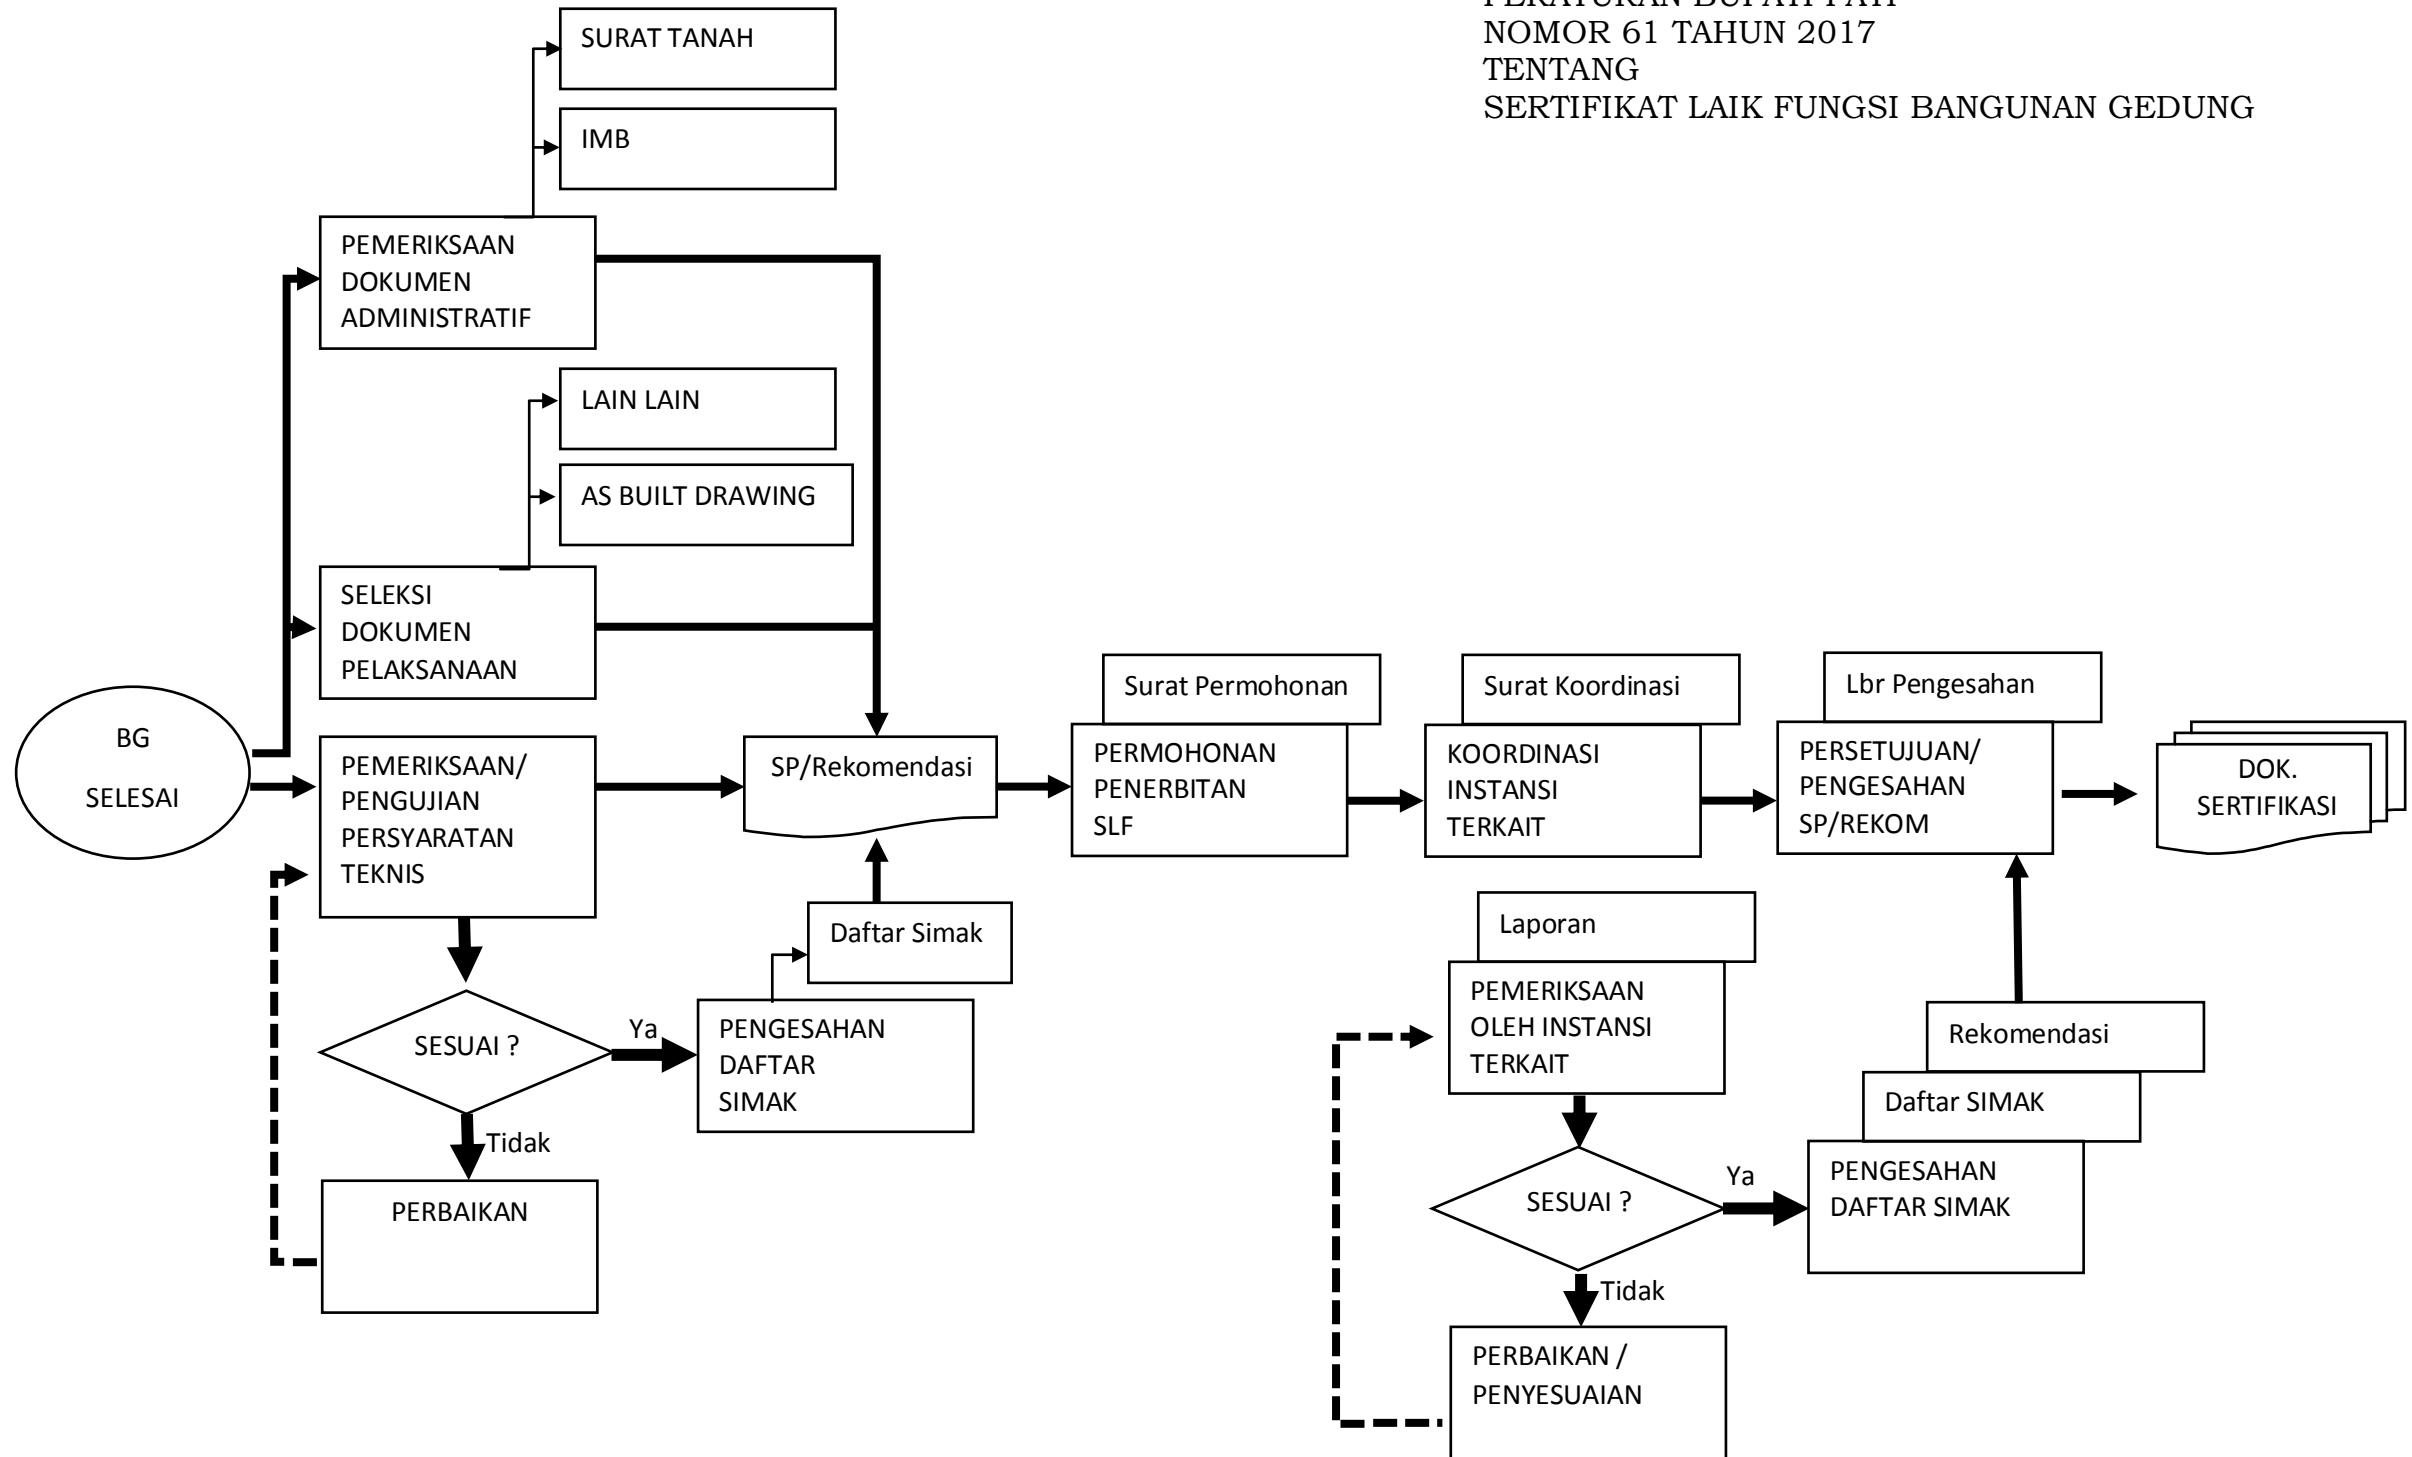 PERATURAN BUPATI PATI
NOMOR 61 TAHUN 2017
TENTANG
SERTIFIKAT LAIK FUNGSI BANGUNAN GEDUNG
SURAT TANAH
IMB
PEMERIKSAAN
DOKUMEN
ADMINISTRATIF
LAIN LAIN
AS BUILT DRAWING
SELEKSI
DOKUMEN
PELAKSANAAN
BG
SELESAI
PEMERIKSAAN/
PENGUJIAN
PERSYARATAN
TEKNIS
SP/Rekomendasi
Surat Permohonan
PERMOHONAN
PENERBITAN
SLF
Surat Koordinasi
KOORDINASI
INSTANSI
TERKAIT
Lbr Pengesahan
PERSETUJUAN/
PENGESAHAN
SP/REKOM
DOK.
SERTIFIKASI
Daftar Simak
SESUAI ?
Ya
PENGESAHAN
DAFTAR
SIMAK
Tidak
PERBAIKAN
Laporan
PEMERIKSAAN
OLEH INSTANSI
TERKAIT
SESUAI ?
Ya
Rekomendasi
Daftar SIMAK
PENGESAHAN
DAFTAR SIMAK
Tidak
PERBAIKAN /
PENYESUAIAN